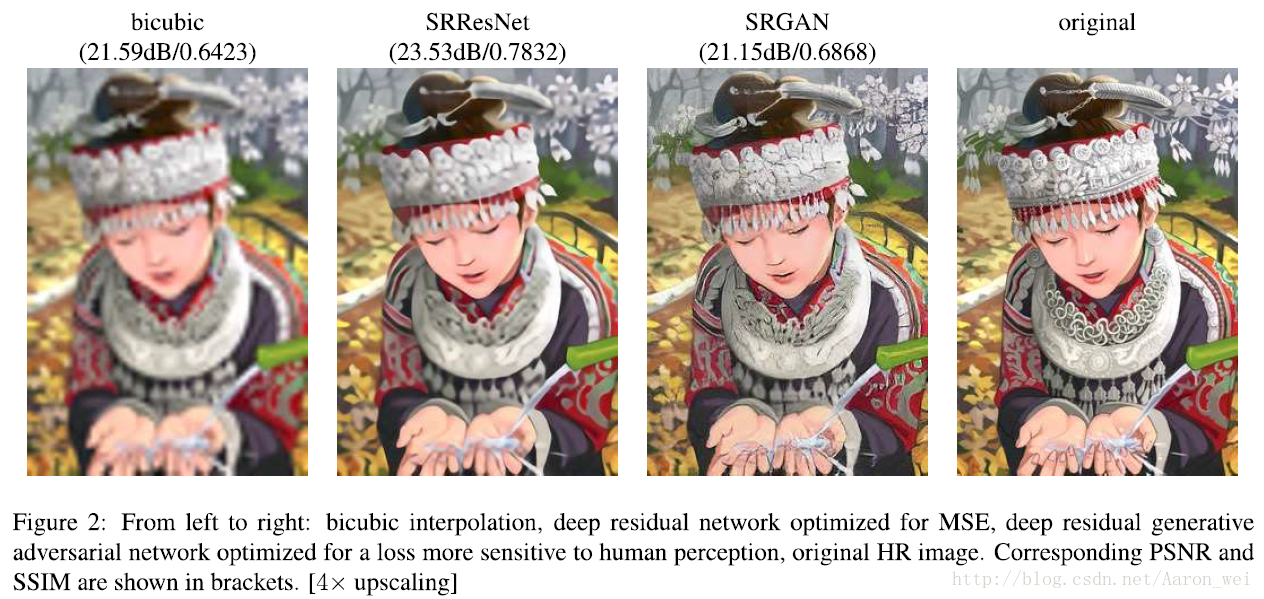 bicubic
(21.59dB/0.6423)
SRResNet
(23.53dB/0.7832)
SRGAN
(21.15dB/0.6868)
original
Figure 2: From left to right: bicubic interpolation, deep residual network optimized for MSE, deep residual generative
adversarial network optimized for a loss more sensitive to human perception, original HR image. Corresponding PSNR and
SSIM are shown in brackets. [4× upscaling]
http://blog.csdn.net/Aaron_wei